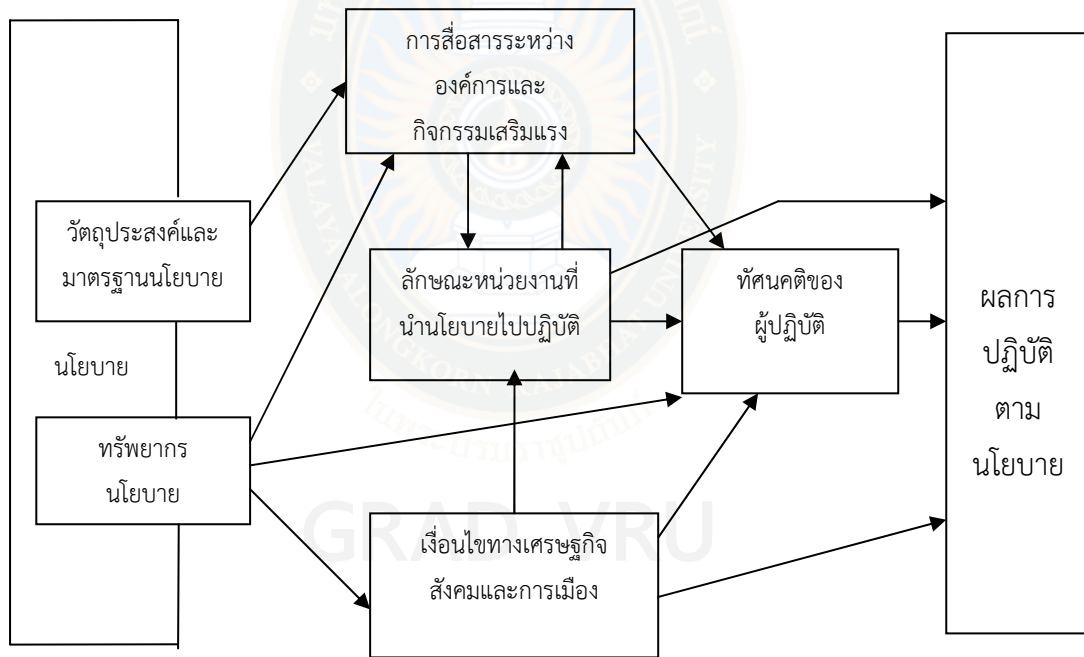 การสื่อสารระหว่าง
องค์การและ
กิจกรรมเสริมแรง
วัตถุประสงค์และ
มาตรฐานนโยบาย
ลักษณะหน่วยงานที่
นำนโยบายไปปฏิบัติ
ทัศนคติของ
ผู้ปฏิบัติ
ผลการ
ปฏิบัติ
ตาม
นโยบาย
นโยบาย
ทรัพยากร
นโยบาย
เงื่อนไขทางเศรษฐกิจ
สังคมและการเมือง
GRAD VRU